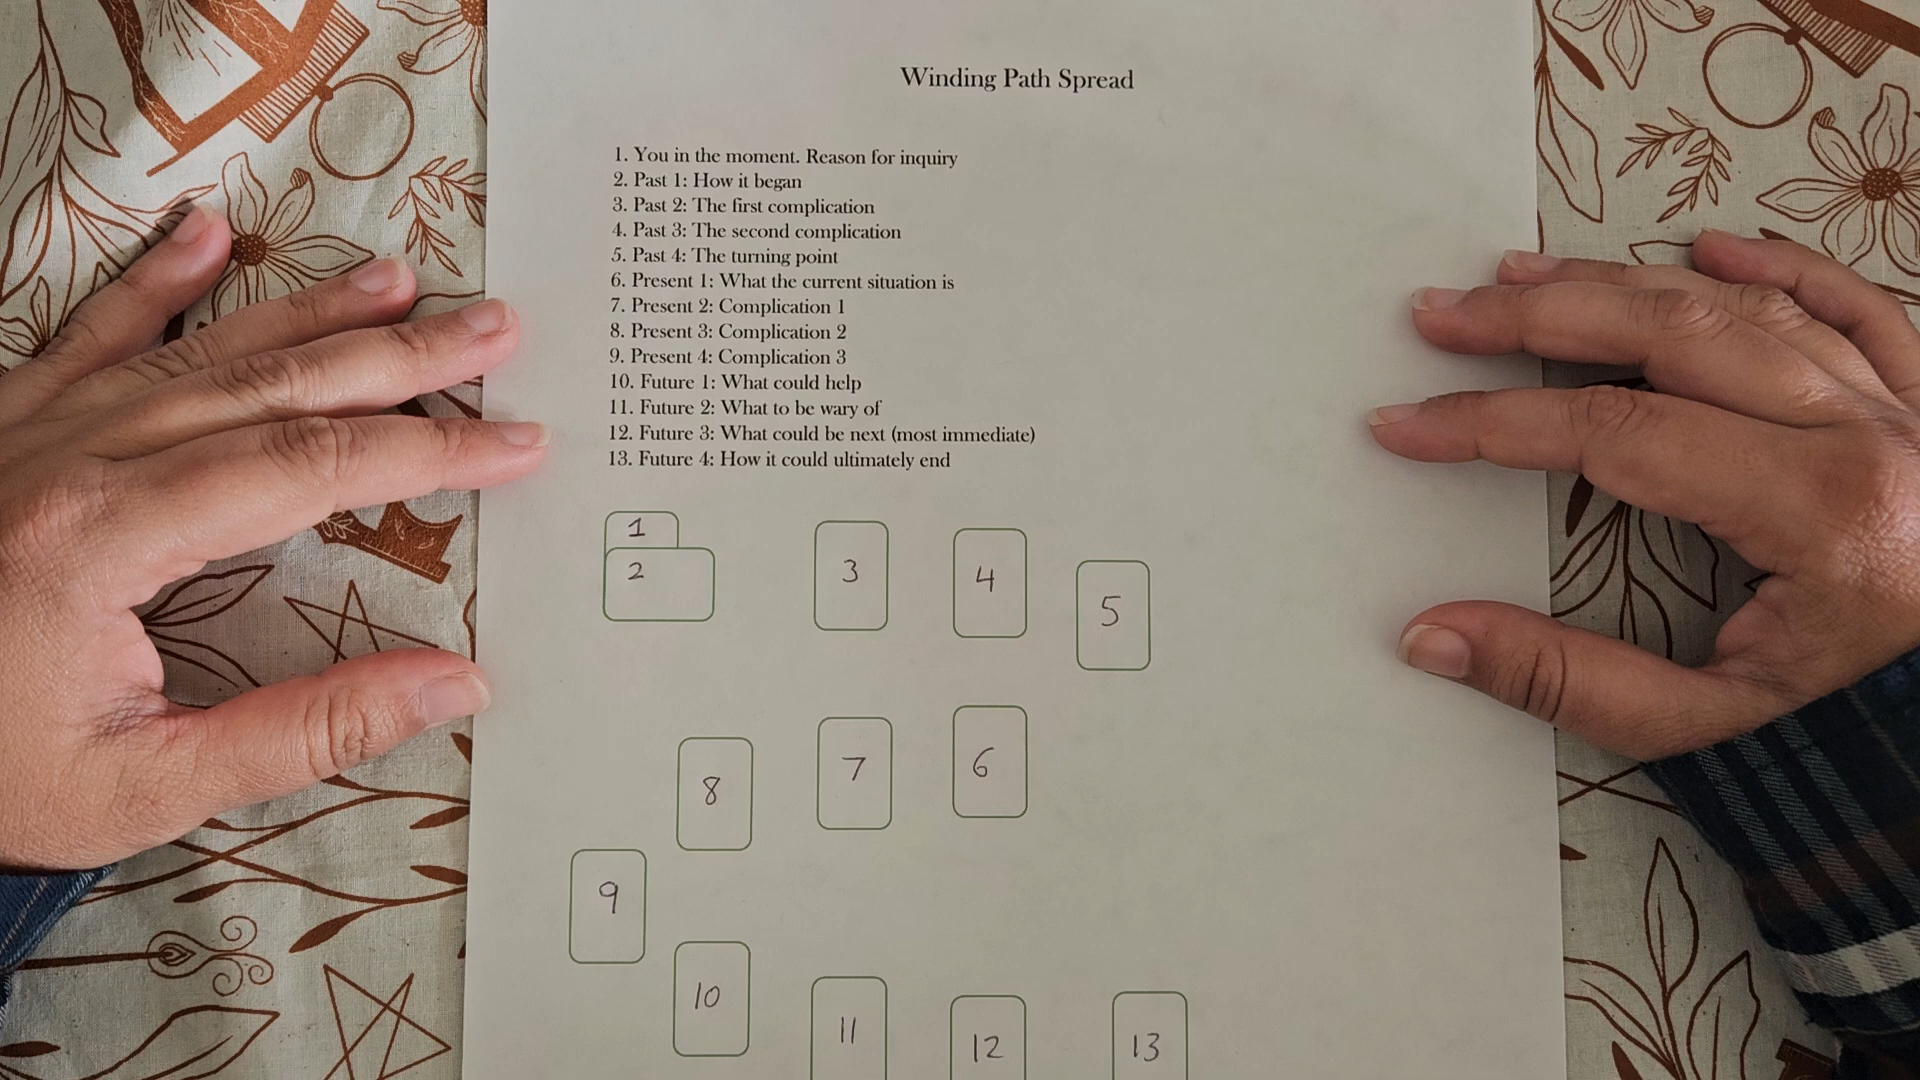 Winding Path Spread
1. You in the moment. Reason for inquiry
2. Past 1: How it began
3. Past 2: The first complication
4. Past 3: The second complication
5. Past 4: The turning point
6. Present 1: What the current situation is
7. Present 2: Complication 1
8. Present 3: Complication 2
9. Present 4: Complication 3
10. Future 1: What could help
11. Future 2: What to be wary of
12. Future 3: What could be next (most immediate)
13. Future 4: How it could ultimately end
1
2
3
4
5
8
7
6
9
10
11
12
13